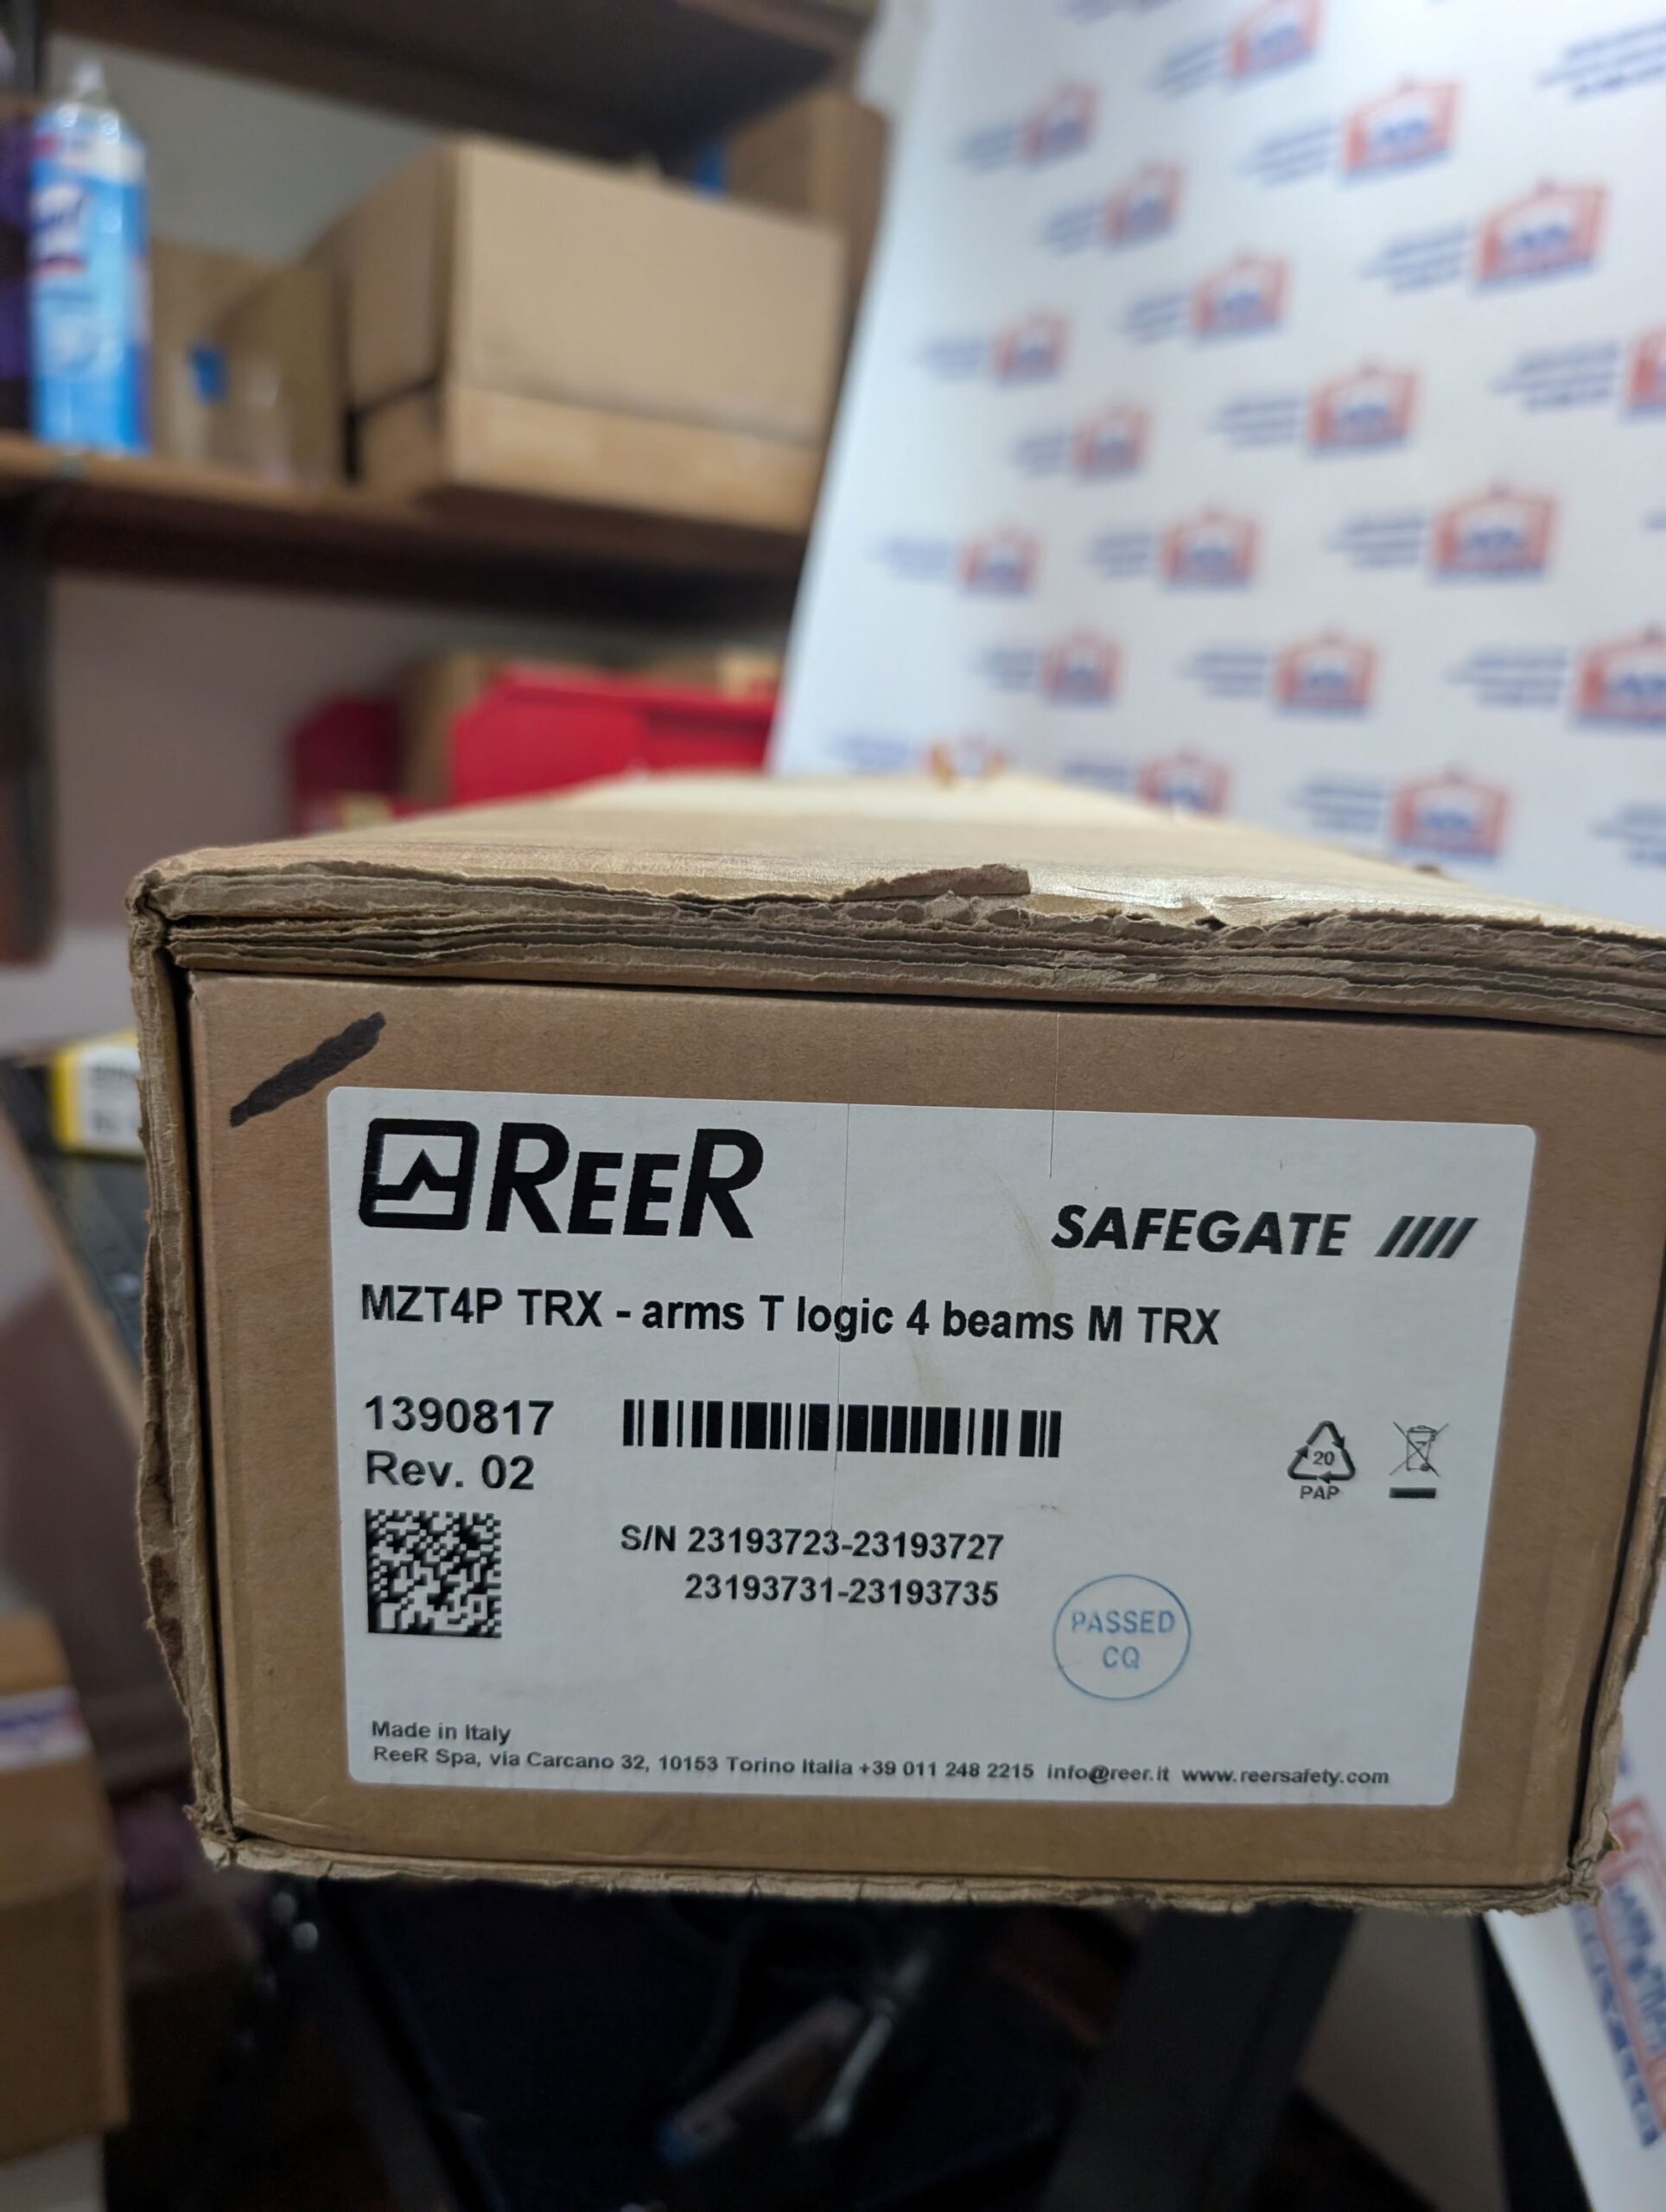 REER
SAFEGATE
MZT4P TRX - arms T logic 4 beams M TRX
1390817
Rev. 02
20
PAP
S/N 23193723-23193727
23193731-23193735
PASSED
CQ
Made in Italy
ReeR Spa, via Carcano 32, 10153 Torino Italia +39 011 248 2215 info@reer.it www.reersafety.com